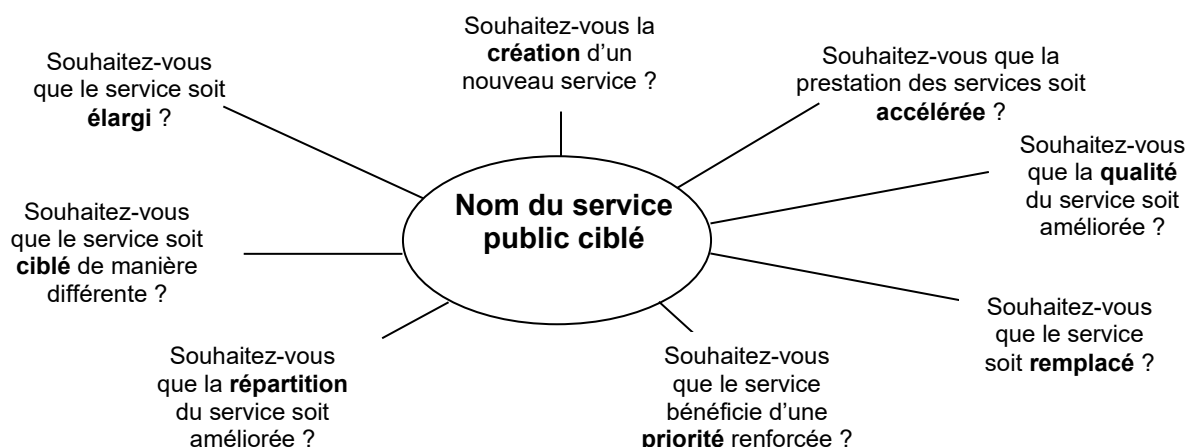 Souhaitez-vous la
création d’un
nouveau service ?
Souhaitez-vous
que le service soit
élargi ?
Souhaitez-vous que la
prestation des services soit
accélérée ?
Souhaitez-vous
que la qualité
du service soit
améliorée ?
Nom du service
public ciblé
Souhaitez-vous
que le service soit
ciblé de manière
différente ?
Souhaitez-vous
que le service
soit remplacé ?
Souhaitez-vous
que la répartition
du service soit
améliorée ?
Souhaitez-vous
que le service
bénéficie d’une
priorité renforcée ?